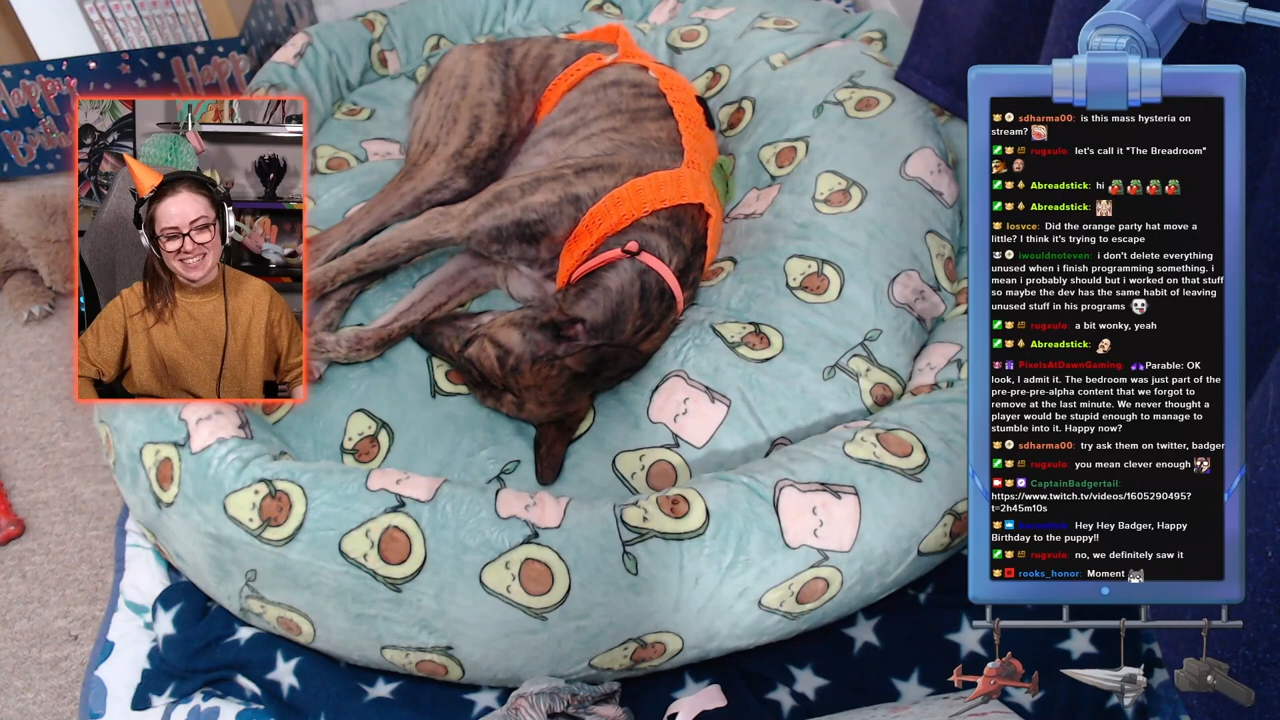 Happy
Birth
Happ
sdharma00: is this mass hysteria on
stream?
rugxulo: let's call it "The Breadroom"
Abreadstick: hi
Abreadstick:
losvce: Did the orange party hat move a
little? I think it's trying to escape
iwouldnoteven: i don't delete everything
unused when i finish programming something. i
mean i probably should but i worked on that stuff
so maybe the dev has the same habit of leaving
unused stuff in his programs
rugxulo: a bit wonky, yeah
Abreadstick:
PixelsAtDawnGaming: Parable: OK
look, I admit it. The bedroom was just part of the
pre-pre-pre-alpha content that we forgot to
remove at the last minute. We never thought a
player would be stupid enough to manage to
stumble into it. Happy now?
sdharma00: try ask them on twitter, badger
rugxulo: you mean clever enough
CaptainBadgertail:
https://www.twitch.tv/videos/1605290495?
t=2h45m10s
Hey Hey Badger, Happy
Birthday to the puppy!!
rugxulo: no, we definitely saw it
rooks_honor: Moment